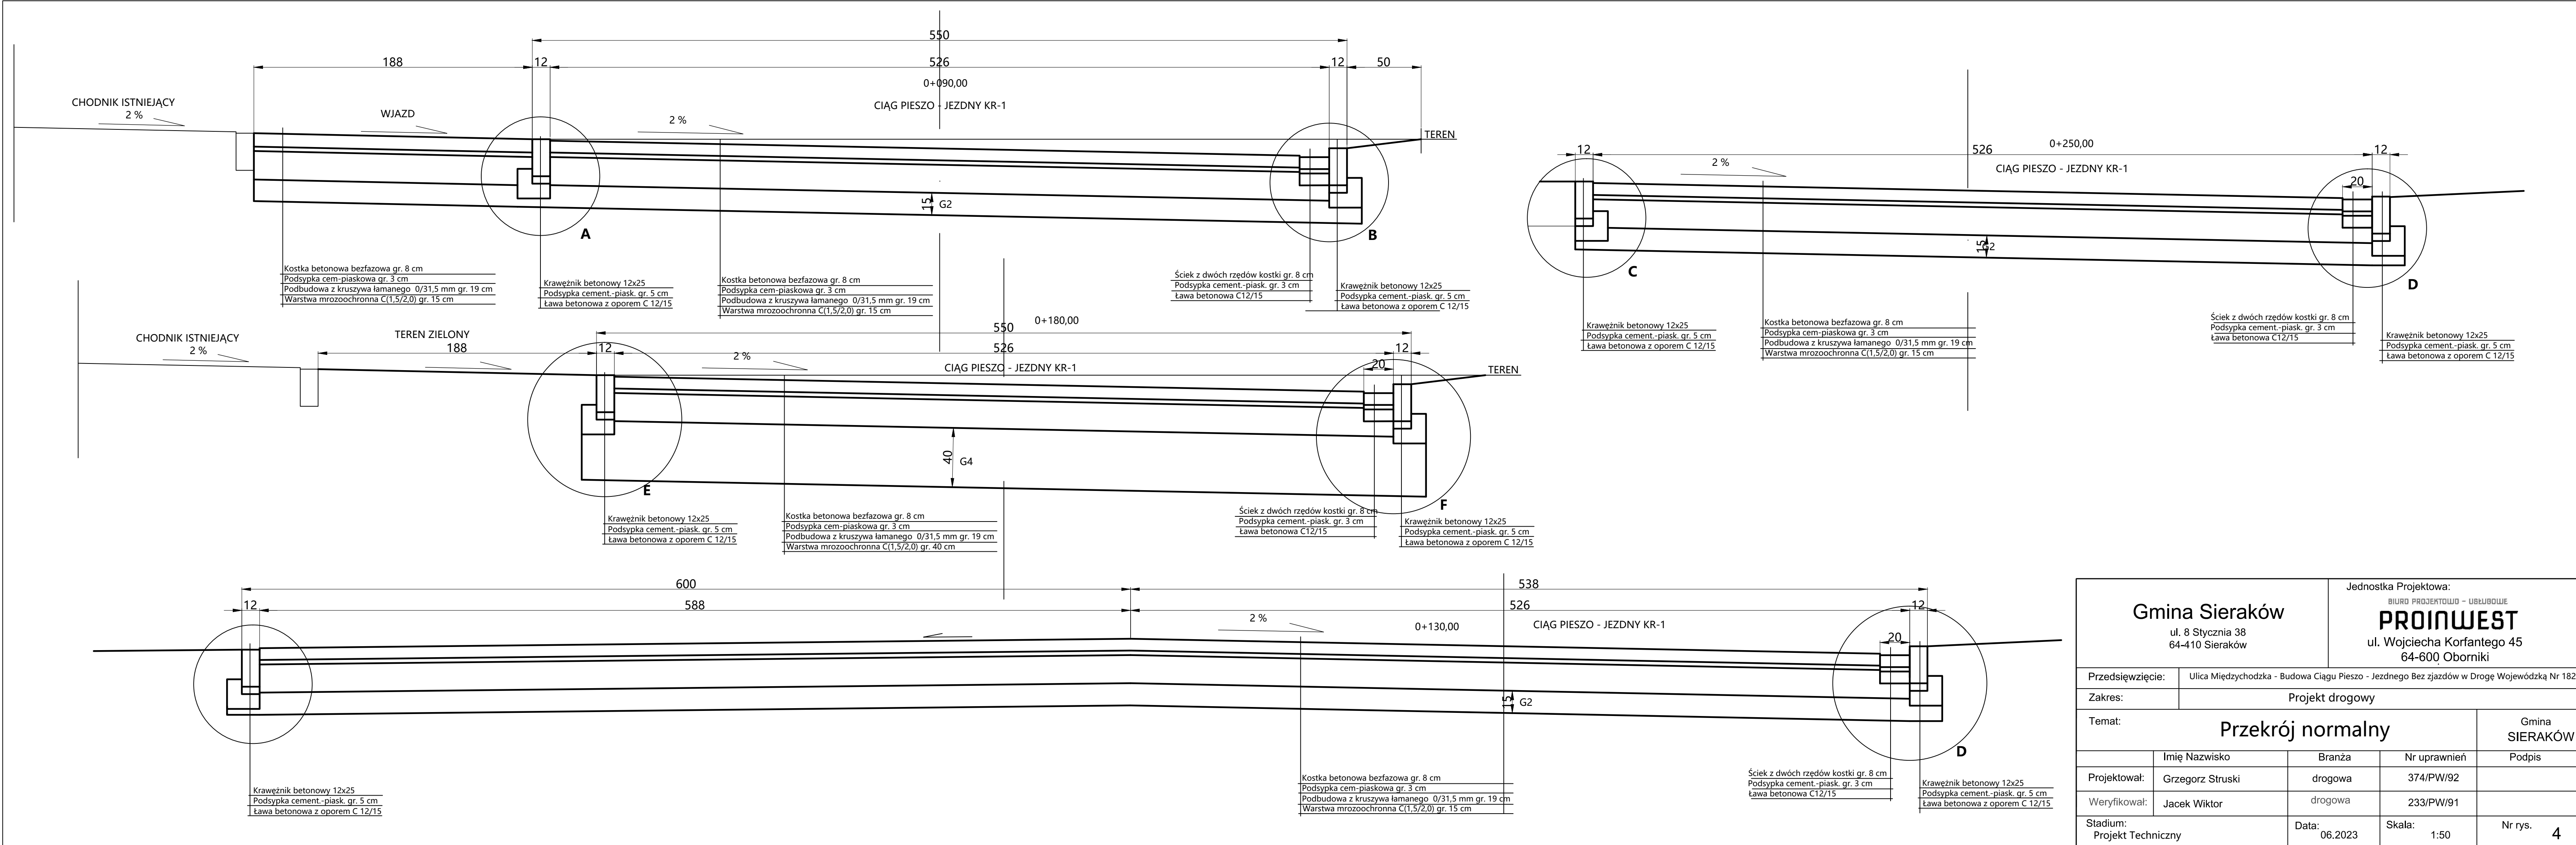 550
188
12
526
12
50
0+090,00
CHODNIK ISTNIEJĄCY
2 %
WJAZD
2 %
CIĄG PIESZO - JEZDNY KR-1
TEREN
15
G2
A
B
Kostka betonowa bezfazowa gr. 8 cm
Podsypka cem-piaskowa gr. 3 cm
Podbudowa z kruszywa łamanego 0/31,5 mm gr. 19 cm
Warstwa mrozoochronna C(1,5/2,0) gr. 15 cm
Krawężnik betonowy 12x25
Podsypka cement.-piask. gr. 5 cm
Ława betonowa z oporem C 12/15
Kostka betonowa bezfazowa gr. 8 cm
Podsypka cem-piaskowa gr. 3 cm
Podbudowa z kruszywa łamanego 0/31,5 mm gr. 19 cm
Warstwa mrozoochronna C(1,5/2,0) gr. 15 cm
Ściek z dwóch rzędów kostki gr. 8 cm
Podsypka cement.-piask. gr. 3 cm
Ława betonowa C12/15
Krawężnik betonowy 12x25
Podsypka cement.-piask. gr. 5 cm
Ława betonowa z oporem C 12/15
12
526
0+250,00
12
2 %
CIĄG PIESZO - JEZDNY KR-1
20
15
G2
C
D
Krawężnik betonowy 12x25
Podsypka cement.-piask. gr. 5 cm
Ława betonowa z oporem C 12/15
Kostka betonowa bezfazowa gr. 8 cm
Podsypka cem-piaskowa gr. 3 cm
Podbudowa z kruszywa łamanego 0/31,5 mm gr. 19 cm
Warstwa mrozoochronna C(1,5/2,0) gr. 15 cm
Ściek z dwóch rzędów kostki gr. 8 cm
Podsypka cement.-piask. gr. 3 cm
Ława betonowa C12/15
Krawężnik betonowy 12x25
Podsypka cement.-piask. gr. 5 cm
Ława betonowa z oporem C 12/15
550
0+180,00
CHODNIK ISTNIEJĄCY
2 %
TEREN ZIELONY
188
12
2 %
526
12
CIĄG PIESZO - JEZDNY KR-1
20
TEREN
40
G4
E
F
Krawężnik betonowy 12x25
Podsypka cement.-piask. gr. 5 cm
Ława betonowa z oporem C 12/15
Kostka betonowa bezfazowa gr. 8 cm
Podsypka cem-piaskowa gr. 3 cm
Podbudowa z kruszywa łamanego 0/31,5 mm gr. 19 cm
Warstwa mrozoochronna C(1,5/2,0) gr. 40 cm
Ściek z dwóch rzędów kostki gr. 8 cm
Podsypka cement.-piask. gr. 3 cm
Ława betonowa C12/15
Krawężnik betonowy 12x25
Podsypka cement.-piask. gr. 5 cm
Ława betonowa z oporem C 12/15
600
538
12
588
526
12
2 %
0+130,00
CIĄG PIESZO - JEZDNY KR-1
20
15
G2
D
Krawężnik betonowy 12x25
Podsypka cement.-piask. gr. 5 cm
Ława betonowa z oporem C 12/15
Kostka betonowa bezfazowa gr. 8 cm
Podsypka cem-piaskowa gr. 3 cm
Podbudowa z kruszywa łamanego 0/31,5 mm gr. 19 cm
Warstwa mrozoochronna C(1,5/2,0) gr. 15 cm
Ściek z dwóch rzędów kostki gr. 8 cm
Podsypka cement.-piask. gr. 3 cm
Ława betonowa C12/15
Krawężnik betonowy 12x25
Podsypka cement.-piask. gr. 5 cm
Ława betonowa z oporem C 12/15
Gmina Sieraków
ul. 8 Stycznia 38
64-410 Sieraków
Jednostka Projektowa:
BIURO PROJEKTOWO - USŁUGOWE
PROINWEST
ul. Wojciecha Korfantego 45
64-600 Oborniki
Przedsięwzięcie: Ulica Międzychodzka - Budowa Ciągu Pieszo - Jezdnego Bez zjazdów w Drogę Wojewódzką Nr 182
Zakres: Projekt drogowy
Temat: Przekrój normalny
Gmina
SIERAKÓW
Imię Nazwisko Branża Nr uprawnień Podpis
Projektował: Grzegorz Struski drogowa 374/PW/92
Weryfikował: Jacek Wiktor drogowa 233/PW/91
Stadium:
Projekt Techniczny
Data:
06.2023
Skala:
1:50
Nr rys. 4